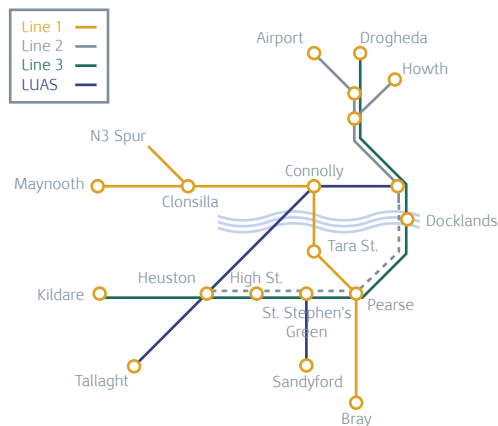 Line 1
Line 2
Line 3
LUAS
Airport
Drogheda
Howth
N3 Spur
Connolly
Maynooth
Clonsilla
Docklands
Tara St.
Heuston
High St.
Kildare
Pearse
St. Stephen's
Green
Tallaght
Sandyford
Bray